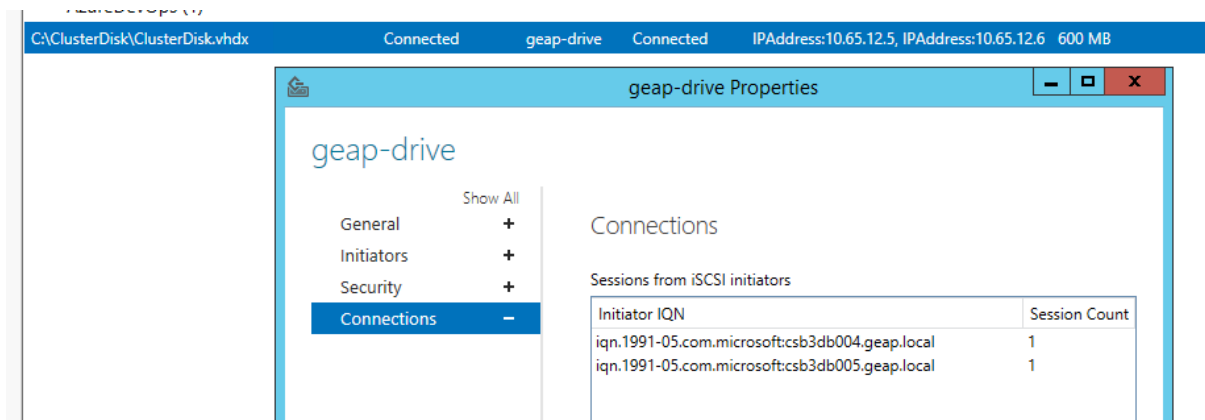 AzureDevOps (1)
C:\ClusterDisk\ClusterDisk.vhdx Connected geap-drive Connected IPAddress:10.65.12.5, IPAddress:10.65.12.6 600 MB
geap-drive Properties
geap-drive
Show All
General +
Initiators +
Security +
Connections −
Connections
Sessions from iSCSI initiators
Initiator IQN Session Count
iqn.1991-05.com.microsoft:csb3db004.geap.local 1
iqn.1991-05.com.microsoft:csb3db005.geap.local 1